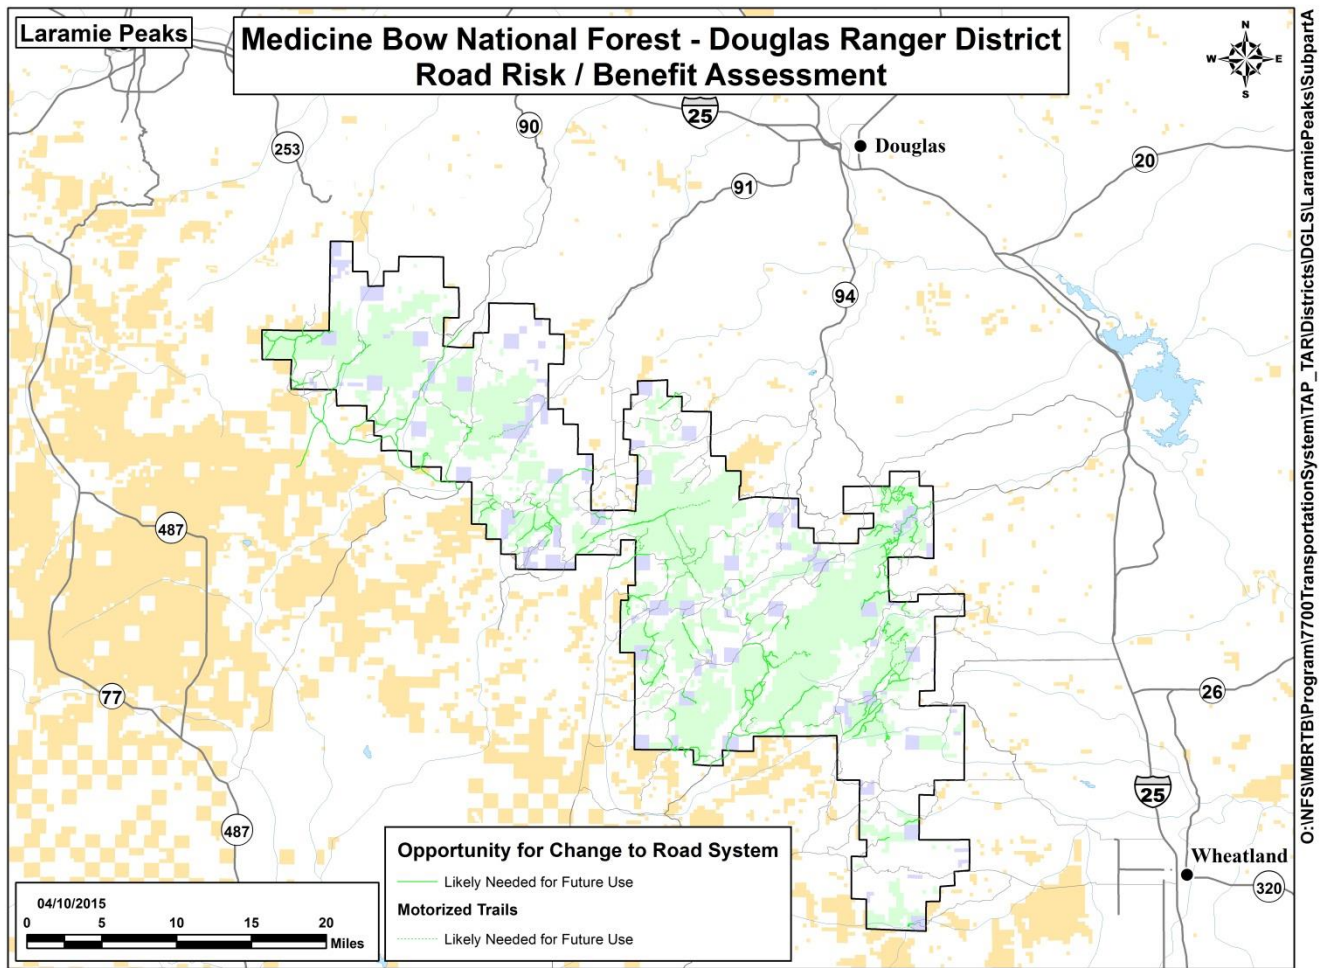 Laramie Peaks
Medicine Bow National Forest - Douglas Ranger District
Road Risk / Benefit Assessment
N
W E
S
25
90
253
Douglas
20
91
94
487
77
26
487
25
Wheatland
320
Opportunity for Change to Road System
Likely Needed for Future Use
Motorized Trails
Likely Needed for Future Use
04/10/2015
0 5 10 15 20
Miles
O:\NFS\MBRTB\Program\7700TransportationSystem\TAP_TAR\Districts\DGLS\LaramiePeaks\SubpartA